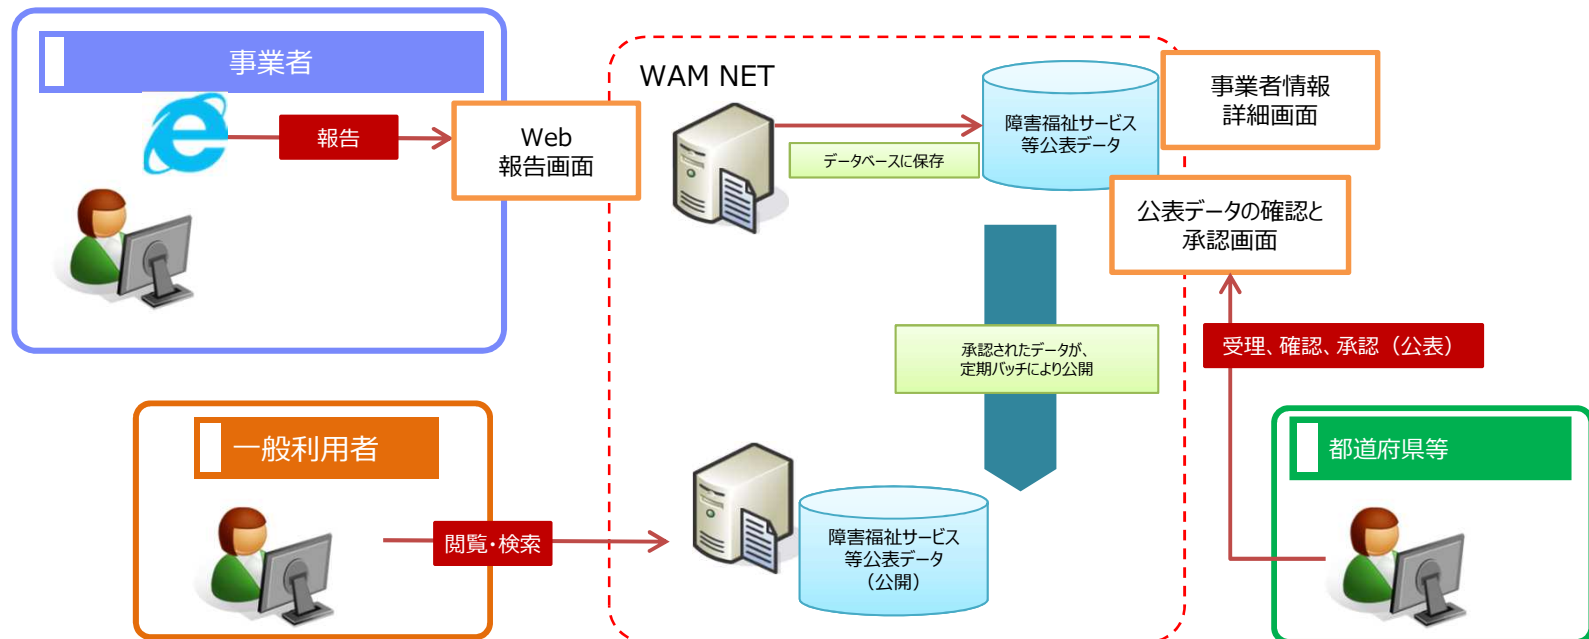 事業者
報告
Web
報告画面
WAM NET
データベースに保存
障害福祉サービス
等公表データ
事業者情報
詳細画面
公表データの確認と
承認画面
承認されたデータが、
定期バッチにより公開
受理、確認、承認（公表）
一般利用者
閲覧・検索
障害福祉サービス
等公表データ
（公開）
都道府県等